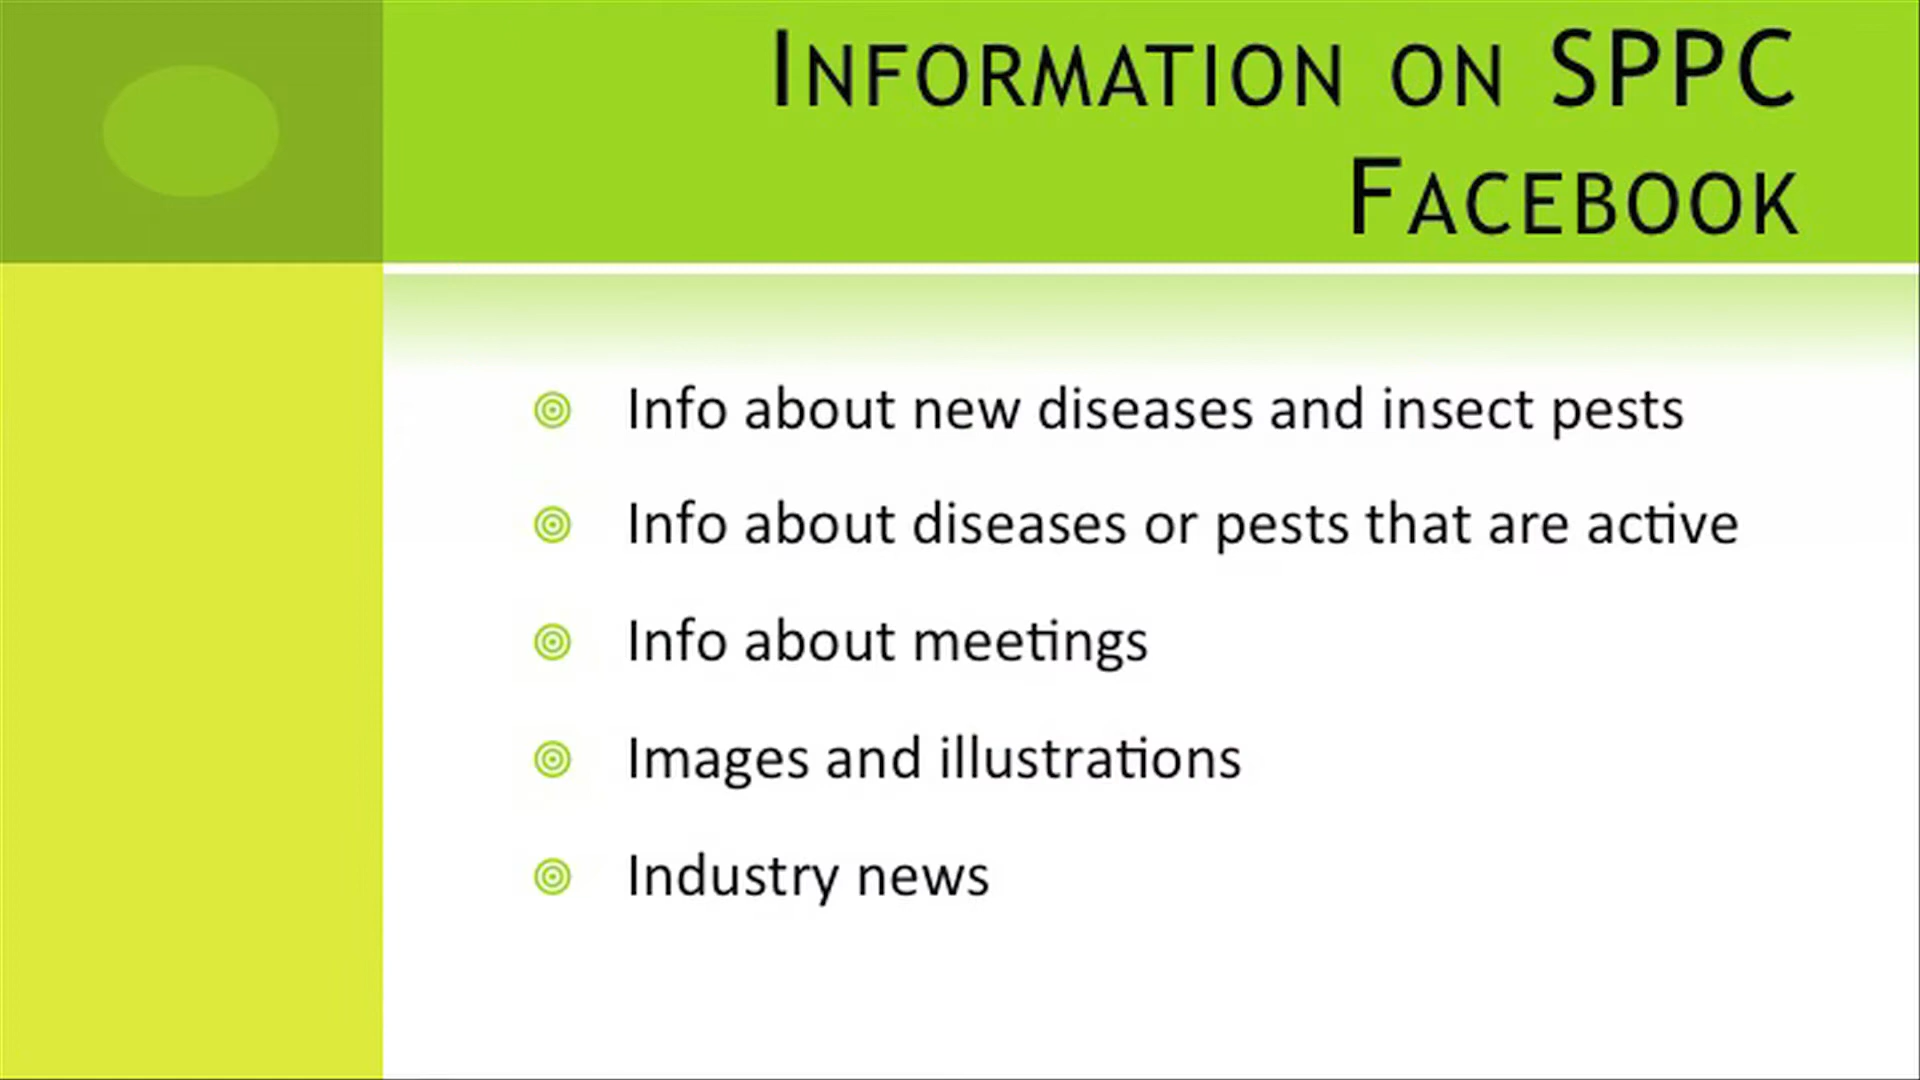 Information on SPPC
Facebook
Info about new diseases and insect pests
Info about diseases or pests that are active
Info about meetings
Images and illustrations
Industry news